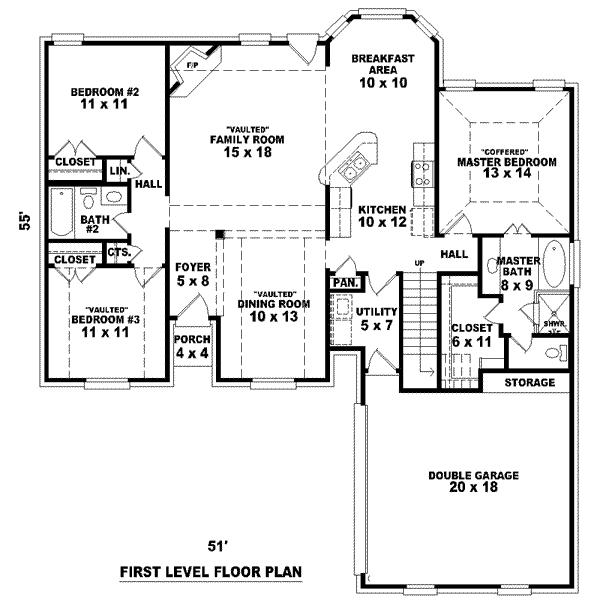 BREAKFAST
AREA
10 x 10
F/P
BEDROOM #2
11 x 11
"VAULTED"
FAMILY ROOM
15 x 18
"COFFERED"
MASTER BEDROOM
13 x 14
CLOSET
LIN.
HALL
BATH
#2
KITCHEN
10 x 12
55'
CLOSET
CTS.
HALL
UP
MASTER
BATH
8 x 9
FOYER
5 x 8
PAN.
"VAULTED"
BEDROOM #3
11 x 11
"VAULTED"
DINING ROOM
10 x 13
UTILITY
5 x 7
CLOSET
6 x 11
SHWR.
PORCH
4 x 4
STORAGE
DOUBLE GARAGE
20 x 18
51'
FIRST LEVEL FLOOR PLAN